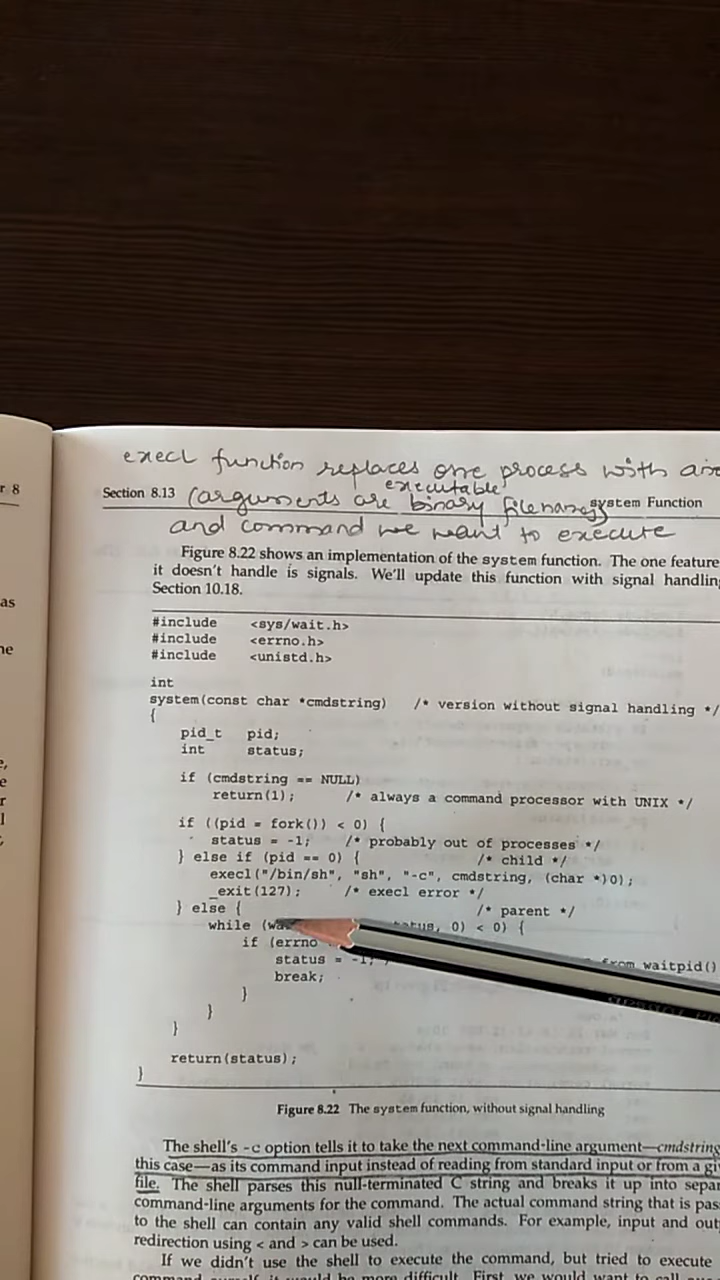 execl function replaces one process with
r 8
Section 8.13 (arguments are binary executable filenames system Function
and command we want to execute
Figure 8.22 shows an implementation of the system function. The one feature
it doesn't handle is signals. We'll update this function with signal handling
Section 10.18.
as
ne
#include <sys/wait.h>
#include <errno.h>
#include <unistd.h>
int
system(const char *cmdstring) /* version without signal handling */
{
pid_t pid;
int status;
if (cmdstring == NULL)
return(1); /* always a command processor with UNIX */
if ((pid = fork()) < 0) {
status = -1; /* probably out of processes */
} else if (pid == 0) { /* child */
execl("/bin/sh", "sh", "-c", cmdstring, (char *)0);
_exit(127); /* execl error */
} else { /* parent */
while (wa tatus, 0) < 0) {
if (errno
status = -1; from waitpid()
break;
}
}
}
return(status);
}
Figure 8.22 The system function, without signal handling
The shell's -c option tells it to take the next command-line argument—cmdstring
this case—as its command input instead of reading from standard input or from a gi
file. The shell parses this null-terminated C string and breaks it up into separ
command-line arguments for the command. The actual command string that is pas
to the shell can contain any valid shell commands. For example, input and out
redirection using < and > can be used.
If we didn't use the shell to execute the command, but tried to execute